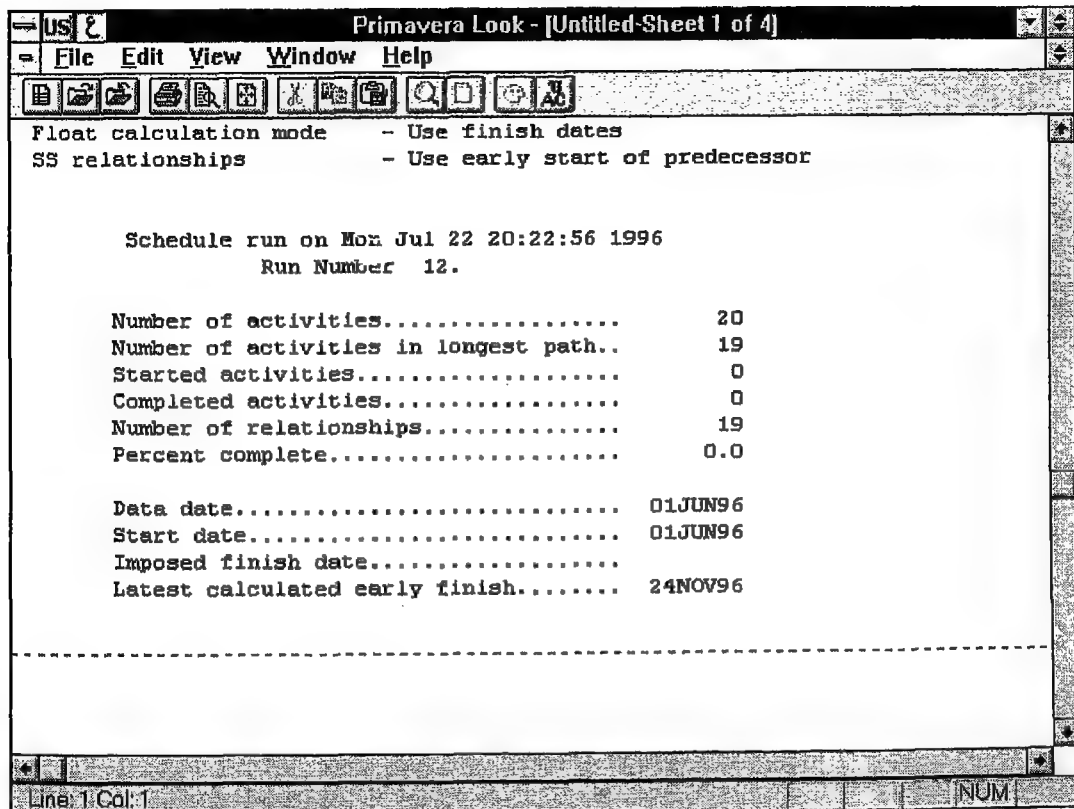 US Primavera Look - [Untitled-Sheet 1 of 4]
File Edit View Window Help
Float calculation mode - Use finish dates
SS relationships - Use early start of predecessor
Schedule run on Mon Jul 22 20:22:56 1996
Run Number 12.
Number of activities................... 20
Number of activities in longest path.. 19
Started activities..................... 0
Completed activities................... 0
Number of relationships................ 19
Percent complete....................... 0.0
Data date.............................. 01JUN96
Start date............................. 01JUN96
Imposed finish date....................
Latest calculated early finish........ 24NOV96
Line: 1 Col: 1 NUM